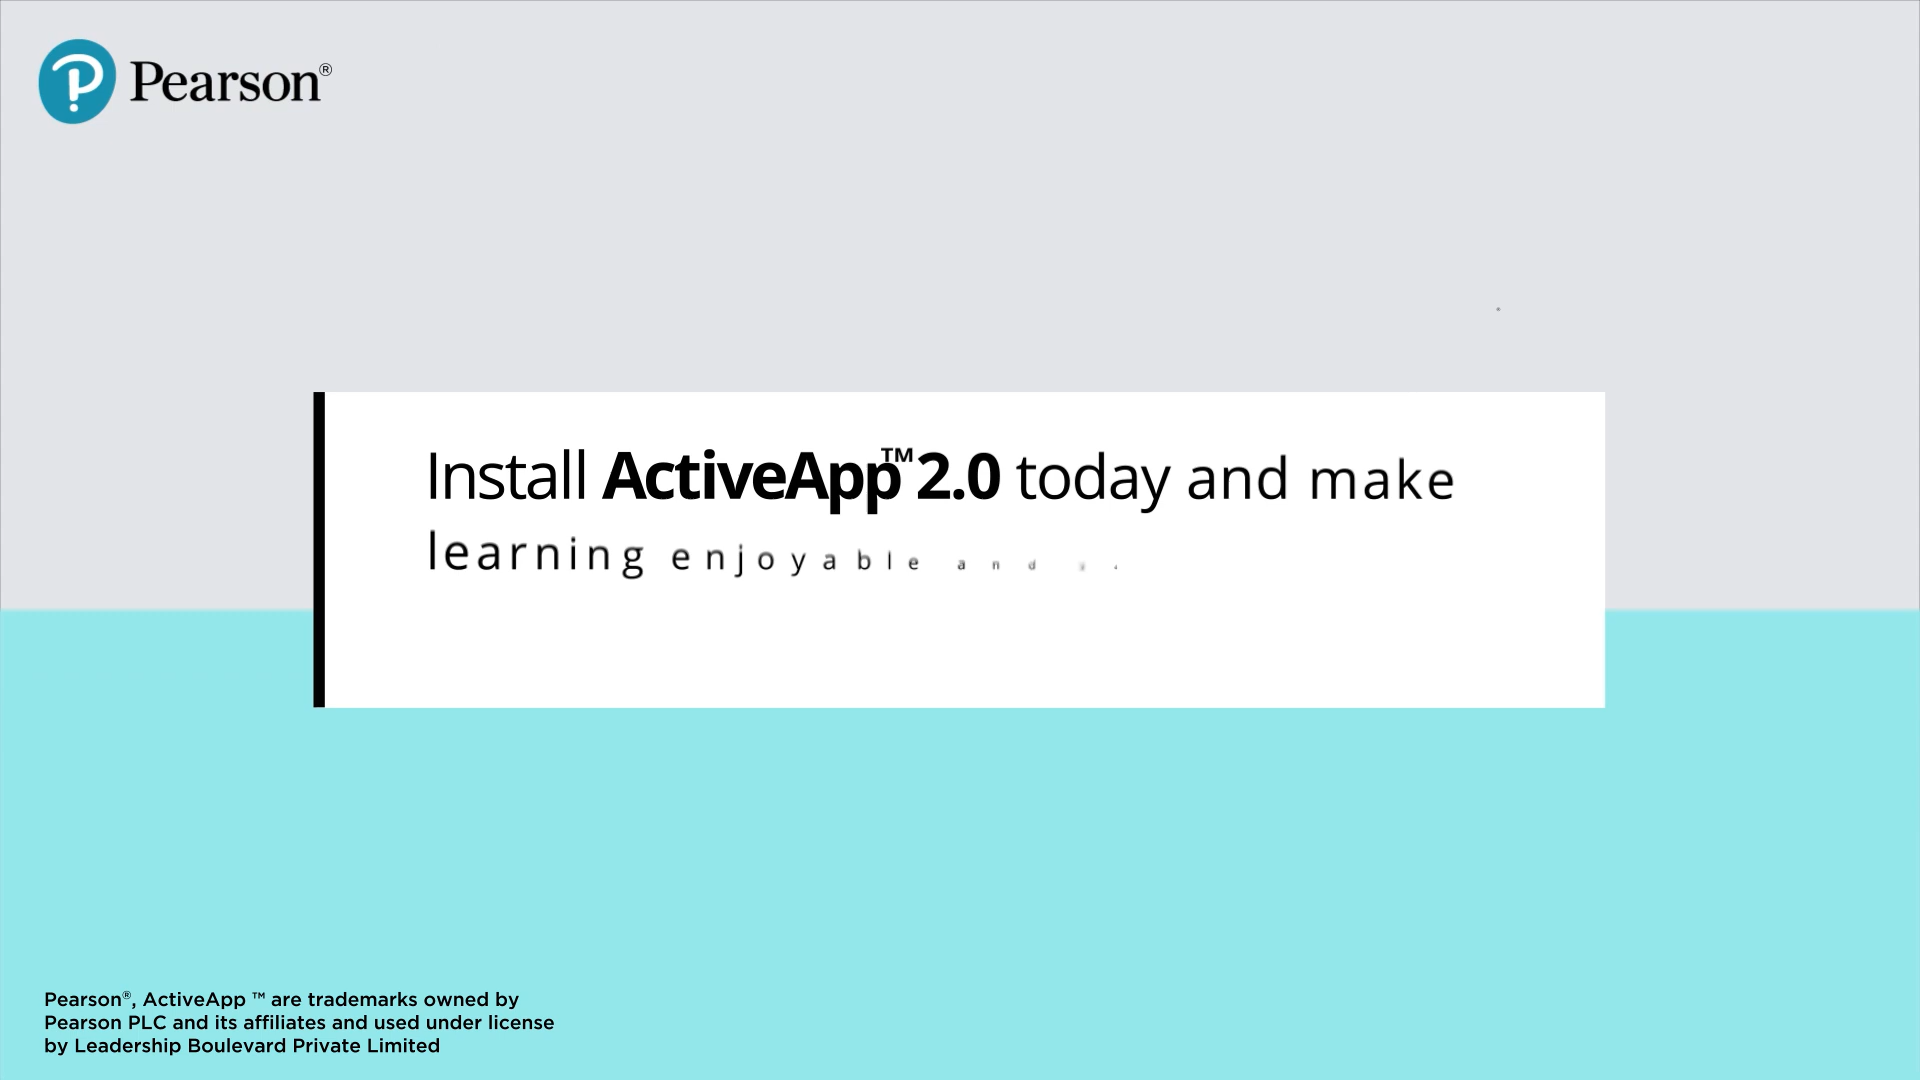 Pearson®
Install ActiveApp™ 2.0 today and make
learning enjoyable and
Pearson®, ActiveApp ™ are trademarks owned by
Pearson PLC and its affiliates and used under license
by Leadership Boulevard Private Limited